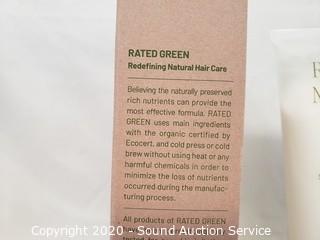 RATED GREEN
Redefining Natural Hair Care
Believing the naturally preserved
rich nutrients can provide the
most effective formula. RATED
GREEN uses main ingredients
with the organic certified by
Ecocert, and cold press or cold
brew without using heat or any
harmful chemicals in order to
minimize the loss of nutrients
occurred during the manufac-
turing process.
All products of RATED GREEN
Copyright 2020 - Sound Auction Service